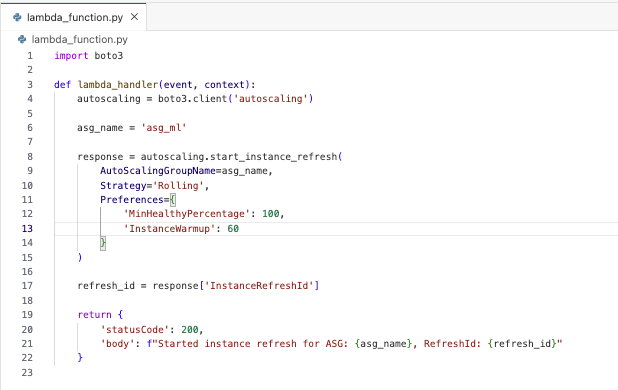 lambda_function.py ×
lambda_function.py
1 import boto3
2
3 def lambda_handler(event, context):
4     autoscaling = boto3.client('autoscaling')
5
6     asg_name = 'asg_ml'
7
8     response = autoscaling.start_instance_refresh(
9         AutoScalingGroupName=asg_name,
10         Strategy='Rolling',
11         Preferences={
12             'MinHealthyPercentage': 100,
13             'InstanceWarmup': 60
14         }
15     )
16
17     refresh_id = response['InstanceRefreshId']
18
19     return {
20         'statusCode': 200,
21         'body': f"Started instance refresh for ASG: {asg_name}, RefreshId: {refresh_id}"
22     }
23